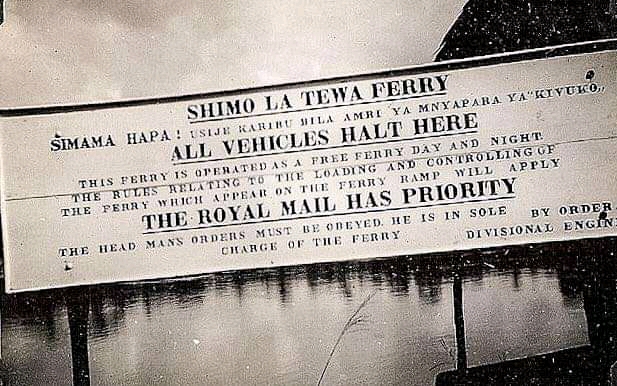 SHIMO LA TEWA FERRY
SIMAMA HAPA! USIJE KARIBU BILA AMRI YA MNYAPARA YA "KIVUKO"
ALL VEHICLES HALT HERE
THIS FERRY IS OPERATED AS A FREE FERRY DAY AND NIGHT.
THE RULES RELATING TO THE LOADING AND CONTROLLING OF
THE FERRY WHICH APPEAR ON THE FERRY RAMP WILL APPLY
THE ROYAL MAIL HAS PRIORITY
THE HEAD MAN'S ORDERS MUST BE OBEYED HE IS IN SOLE
CHARGE OF THE FERRY
BY ORDER
DIVISIONAL ENGIN